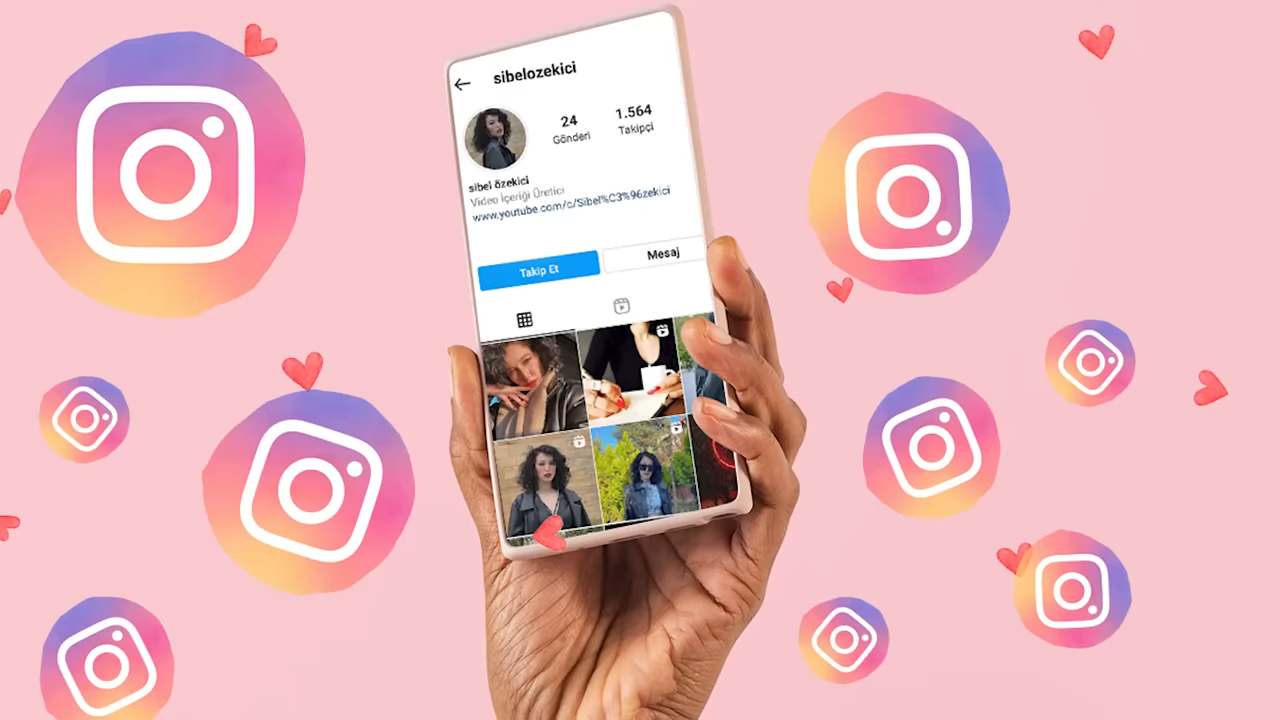 sibelozekici
24 1.564
Gönderi Takipçi
sibel özekici
Video İçeriği Üretici
www.youtube.com/c/Sibel%C3%96zekici
Takip Et Mesaj